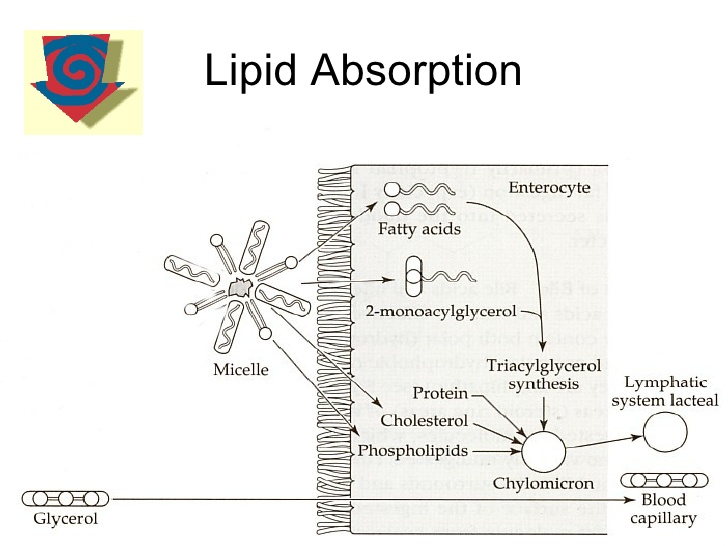 Lipid Absorption
Enterocyte
Fatty acids
2-monoacylglycerol
Micelle
Triacylglycerol
synthesis
Lymphatic
system lacteal
Protein
Cholesterol
Phospholipids
Chylomicron
Glycerol
Blood
capillary